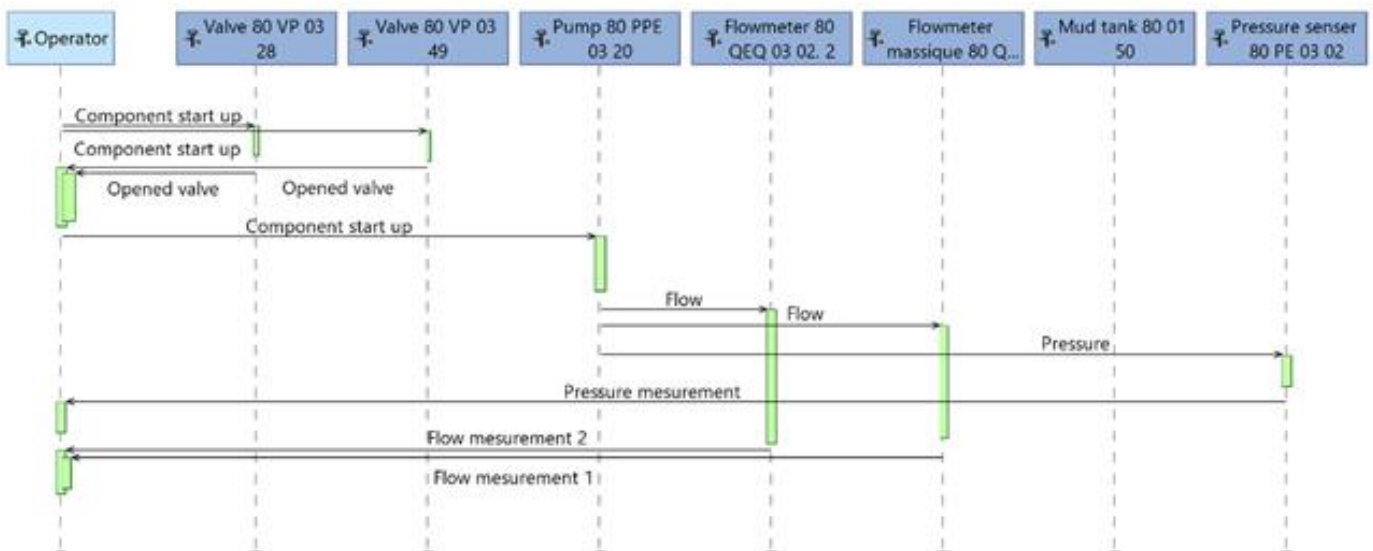 Operator
Valve 80 VP 03
28
Valve 80 VP 03
49
Pump 80 PPE
03 20
Flowmeter 80
QEQ 03 02. 2
Flowmeter
massique 80 Q...
Mud tank 80 01
50
Pressure senser
80 PE 03 02
Component start up
Component start up
Opened valve
Opened valve
Component start up
Flow
Flow
Pressure
Pressure mesurement
Flow mesurement 2
Flow mesurement 1